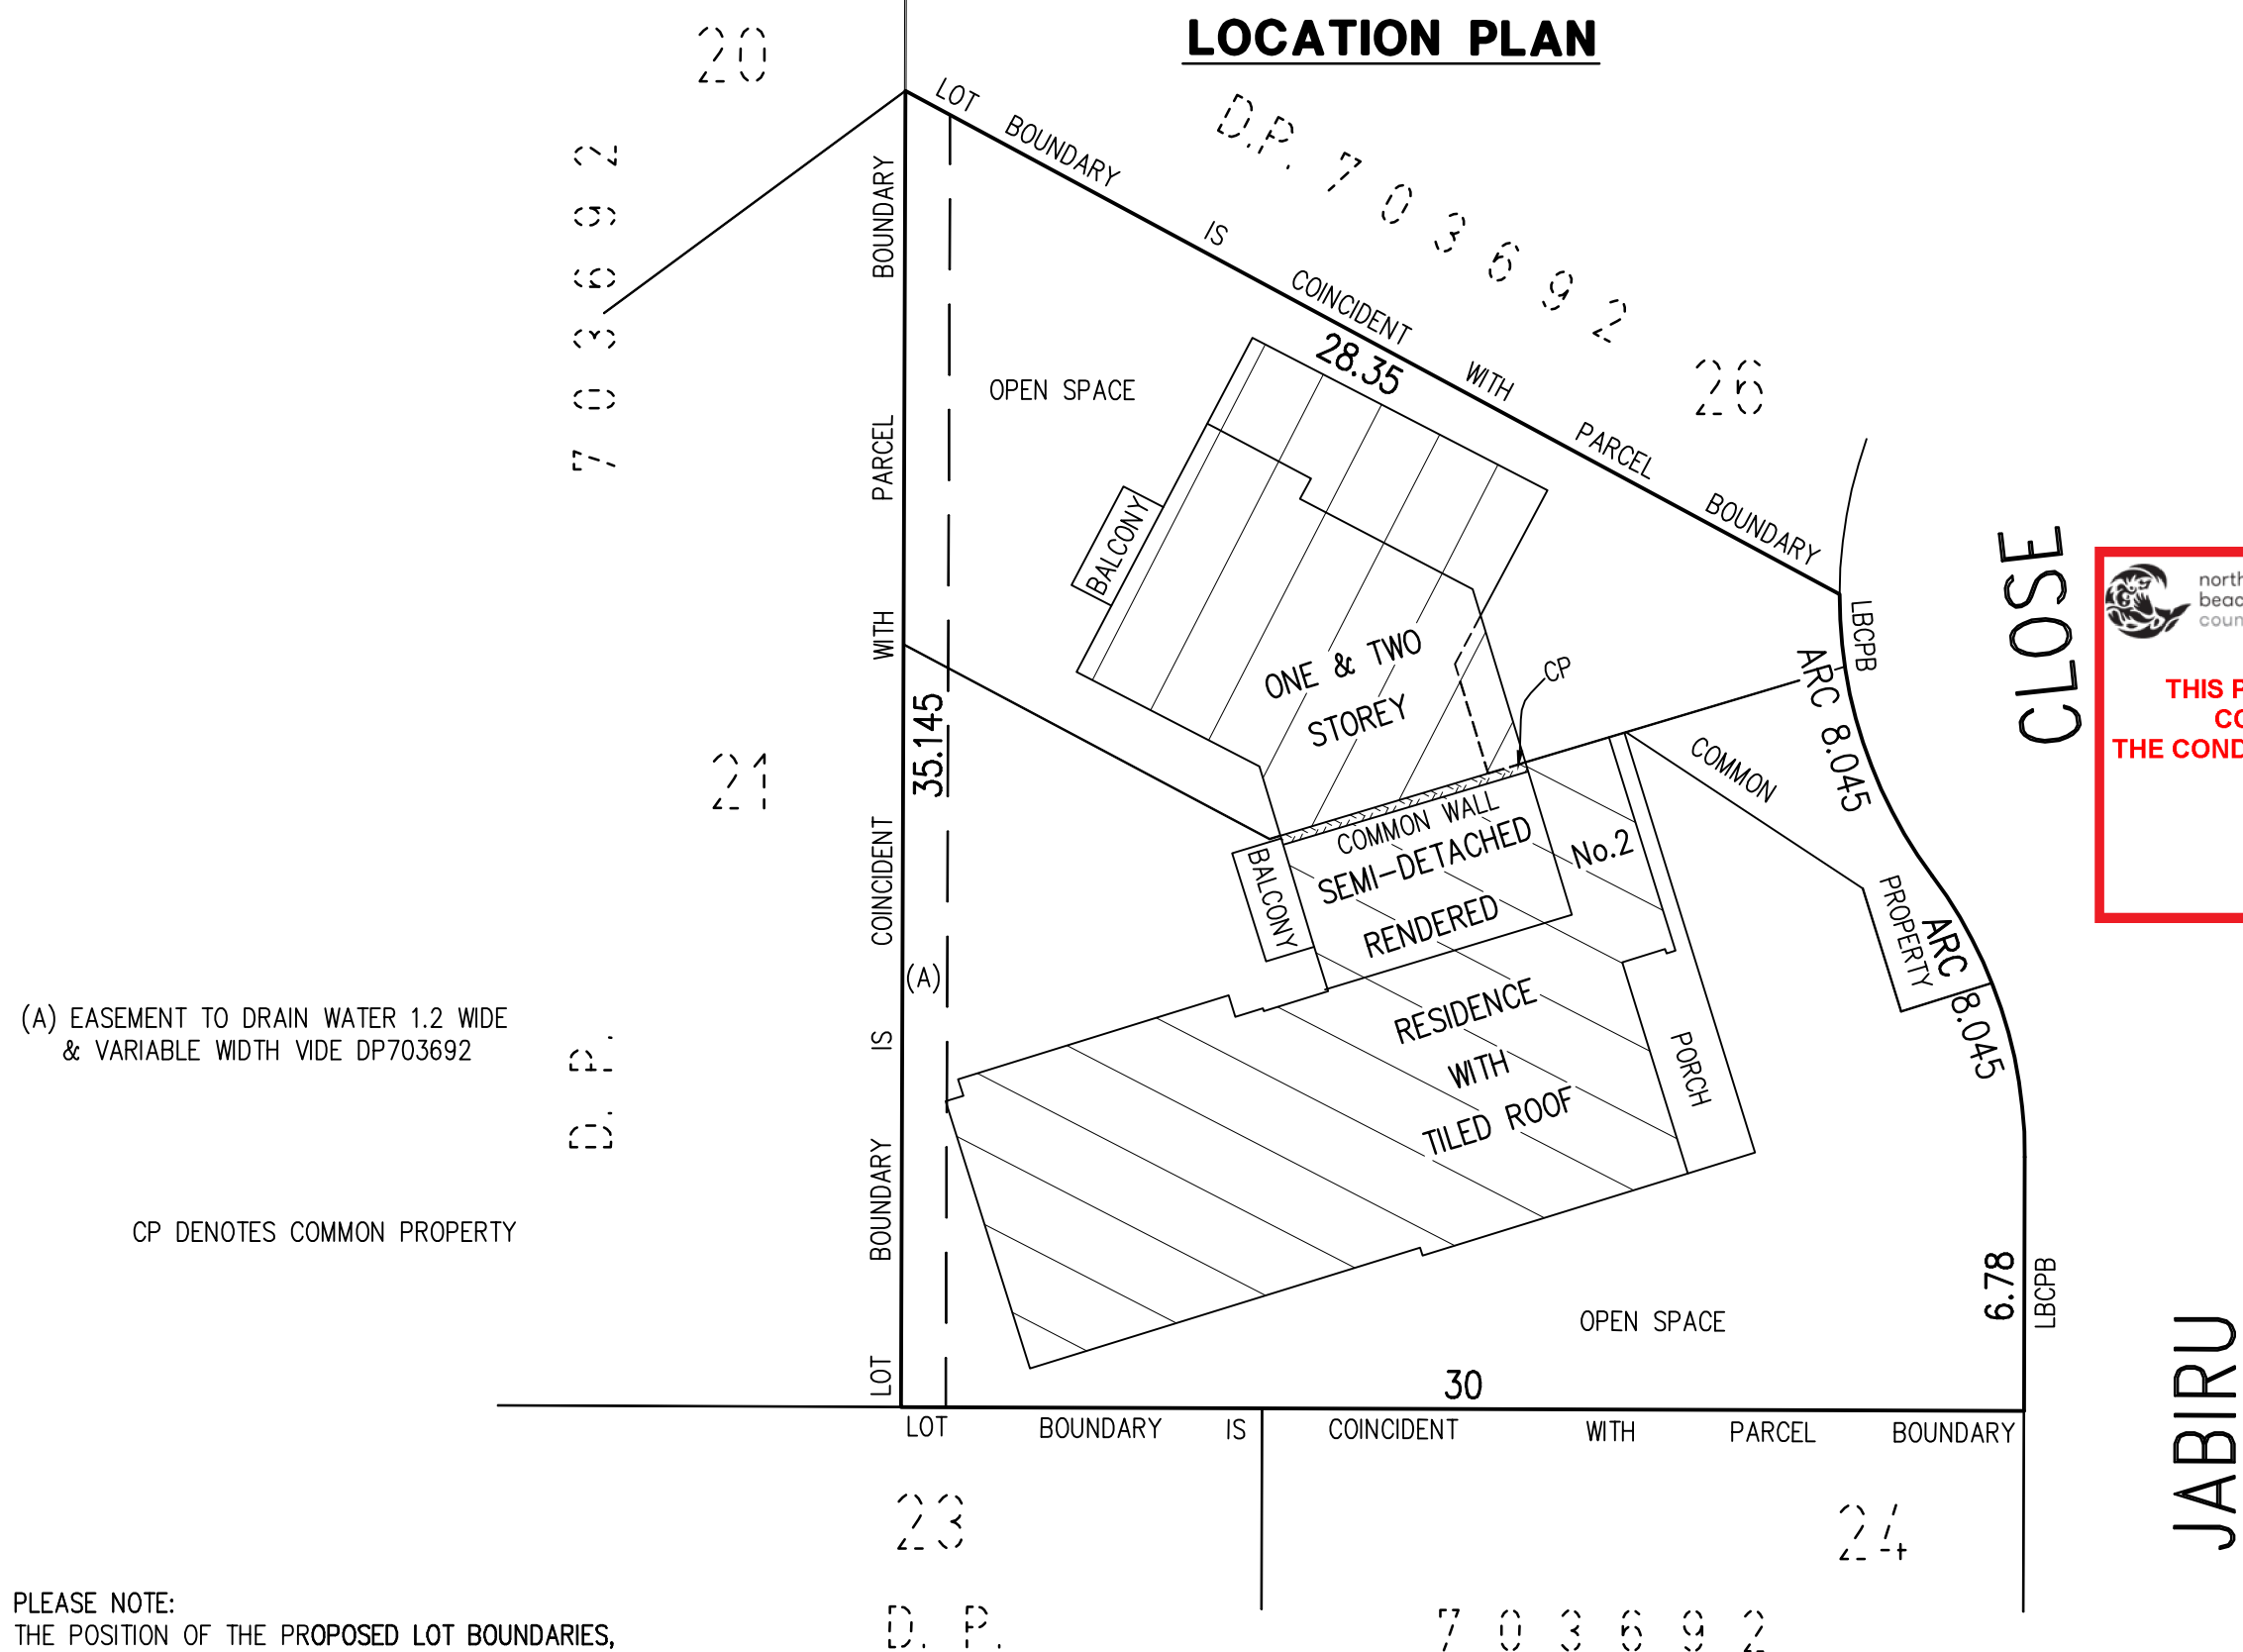 LOCATION PLAN
20
LOT BOUNDARY IS COINCIDENT WITH PARCEL BOUNDARY
D.P. 703692
26
28.35
D. P. 703692
21
LOT BOUNDARY IS COINCIDENT WITH PARCEL BOUNDARY
35.145
(A)
OPEN SPACE
BALCONY
ONE & TWO
STOREY
CP
COMMON WALL
SEMI-DETACHED
No.2
RENDERED
BALCONY
RESIDENCE
WITH
TILED ROOF
PORCH
COMMON
PROPERTY
LBCPB
ARC 8.045
ARC 8.045
CLOSE
6.78
LBCPB
JABIRU
OPEN SPACE
30
LOT BOUNDARY IS COINCIDENT WITH PARCEL BOUNDARY
23
24
D. P. 703692
(A) EASEMENT TO DRAIN WATER 1.2 WIDE
& VARIABLE WIDTH VIDE DP703692
CP DENOTES COMMON PROPERTY
PLEASE NOTE:
THE POSITION OF THE PROPOSED LOT BOUNDARIES,
THIS
THE